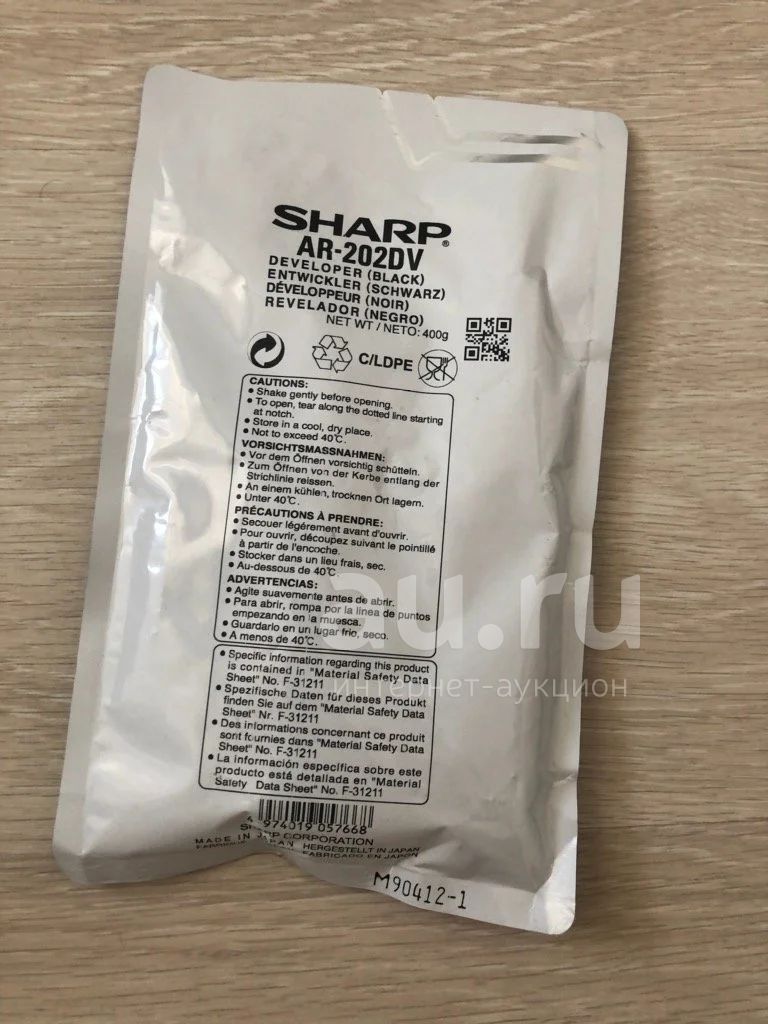 SHARP®
AR-202DV
DEVELOPER (BLACK)
ENTWICKLER (SCHWARZ)
DÉVELOPPEUR (NOIR)
REVELADOR (NEGRO)
NET WT / NETO: 400g
C/LDPE
CAUTIONS:
• Shake gently before opening.
• To open, tear along the dotted line starting
at notch.
• Store in a cool, dry place.
• Not to exceed 40°C.
VORSICHTSMASSNAHMEN:
• Vor dem Öffnen vorsichtig schütteln.
• Zum Öffnen von der Kerbe entlang der
Strichlinie reissen.
• An einem kühlen, trocknen Ort lagern.
• Unter 40°C.
PRÉCAUTIONS À PRENDRE:
• Secouer légérement avant d'ouvrir.
• Pour ouvrir, découpez suivant le pointillé
à partir de l'encoche.
• Stocker dans un lieu frais, sec.
• Au-dessous de 40°C
ADVERTENCIAS:
• Agite suavemente antes de abrir.
• Para abrir, rompa por la linea de puntos
empezando en la muesca.
• Guardarlo en un lugar frio, seco.
• A menos de 40°C.
• Specific information regarding this product
is contained in "Material Safety Data
Sheet" No. F-31211
• Spezifische Daten für dieses Produkt
finden Sie auf dem "Material Safety Data
Sheet" Nr. F-31211
• Des informations concernant ce produit
sont fournies dans "Material Safety Data
Sheet" No. F-31211
• La información específica sobre este
producto está detallada en "Material
Safety Data Sheet" No. F-31211
4 974019 057668
CORPORATION
MADE IN HERGESTELLT IN JAPAN
FABRICADO EN JAPÓN
M90412-1
au.ru
интернет-аукцион